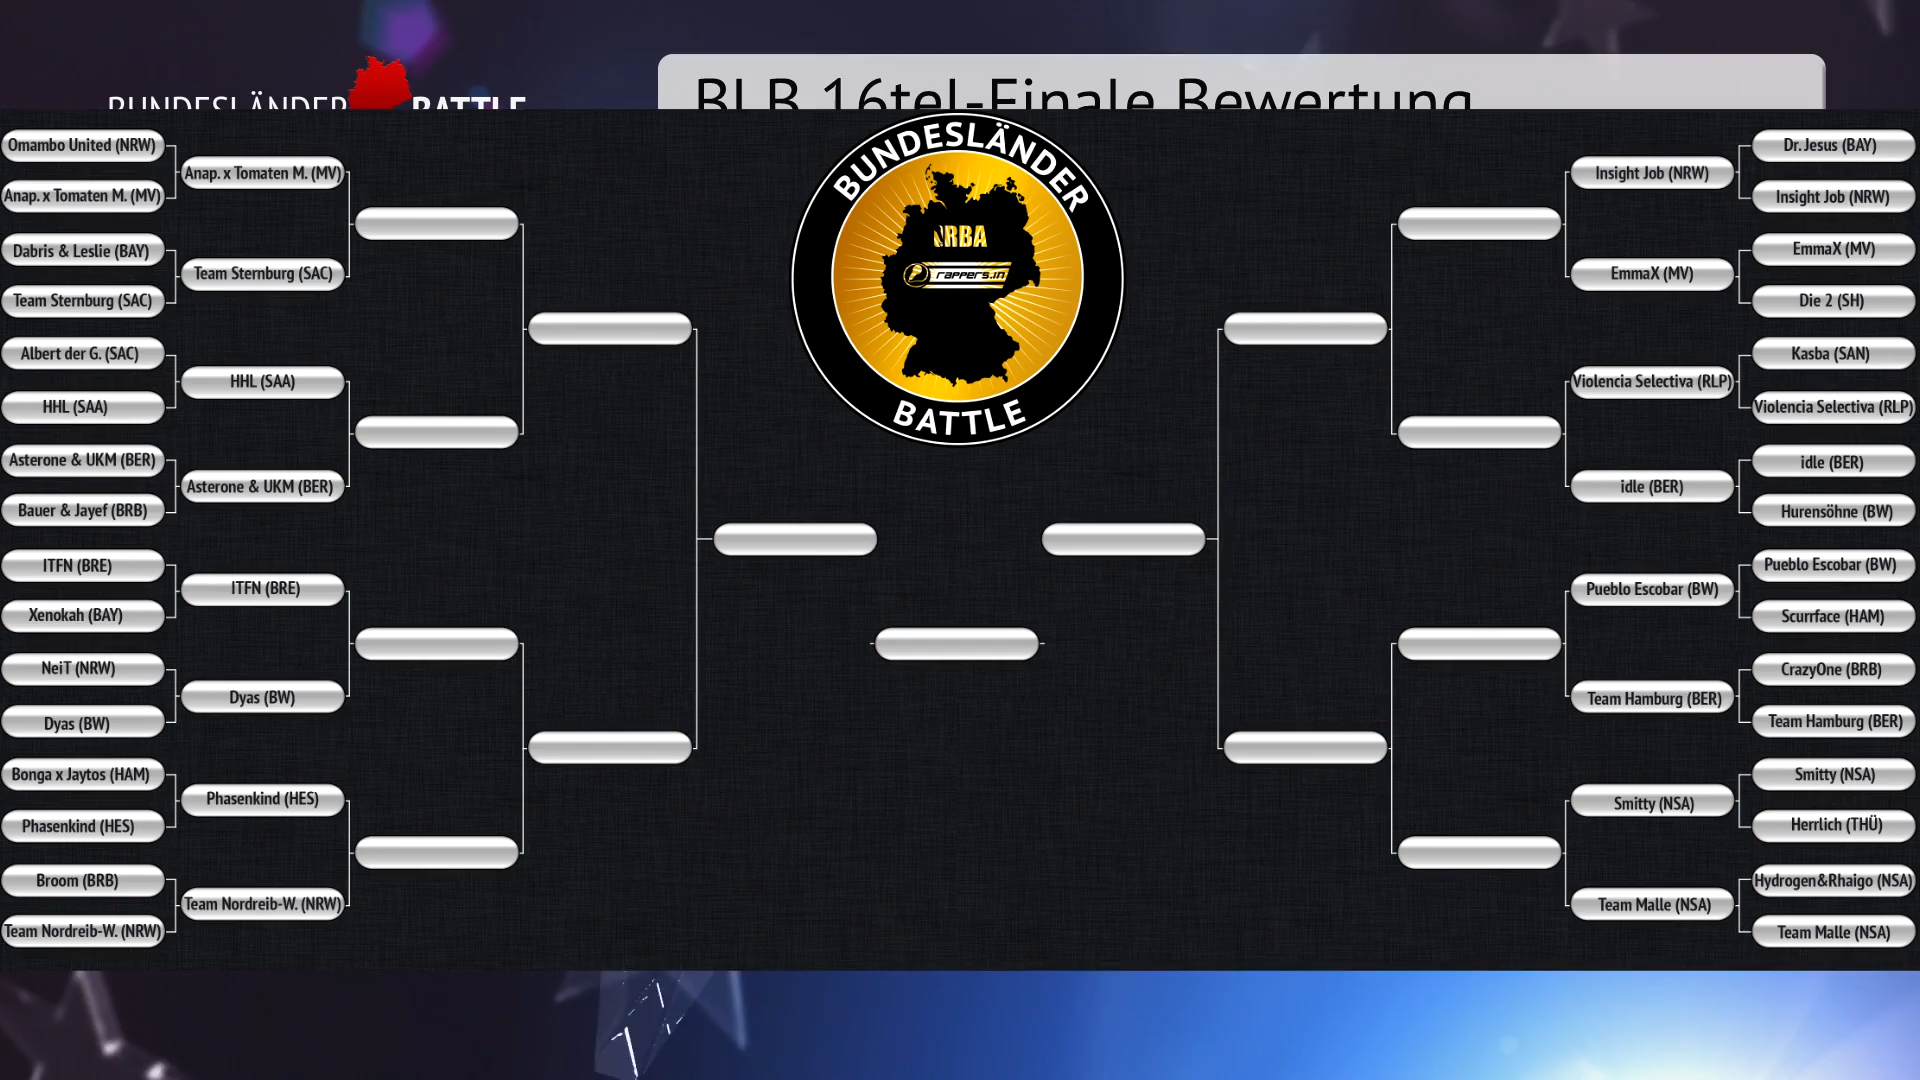 BLB 16tel-Finale Bewertung
BUNDESLÄNDER BATTLE
BUNDESLÄNDER
RBA
rappers.in
BATTLE
Omambo United (NRW)
Anap. x Tomaten M. (MV)
Dabris & Leslie (BAY)
Team Sternburg (SAC)
Albert der G. (SAC)
HHL (SAA)
Asterone & UKM (BER)
Bauer & Jayef (BRB)
ITFN (BRE)
Xenokah (BAY)
NeiT (NRW)
Dyas (BW)
Bonga x Jaytos (HAM)
Phasenkind (HES)
Broom (BRB)
Team Nordreib-W. (NRW)
Anap. x Tomaten M. (MV)
Team Sternburg (SAC)
HHL (SAA)
Asterone & UKM (BER)
ITFN (BRE)
Dyas (BW)
Phasenkind (HES)
Team Nordreib-W. (NRW)
Insight Job (NRW)
EmmaX (MV)
Violencia Selectiva (RLP)
idle (BER)
Pueblo Escobar (BW)
Team Hamburg (BER)
Smitty (NSA)
Team Malle (NSA)
Dr. Jesus (BAY)
Insight Job (NRW)
EmmaX (MV)
Die 2 (SH)
Kasba (SAN)
Violencia Selectiva (RLP)
idle (BER)
Hurensöhne (BW)
Pueblo Escobar (BW)
Scurrface (HAM)
CrazyOne (BRB)
Team Hamburg (BER)
Smitty (NSA)
Herrlich (THÜ)
Hydrogen&Rhaigo (NSA)
Team Malle (NSA)